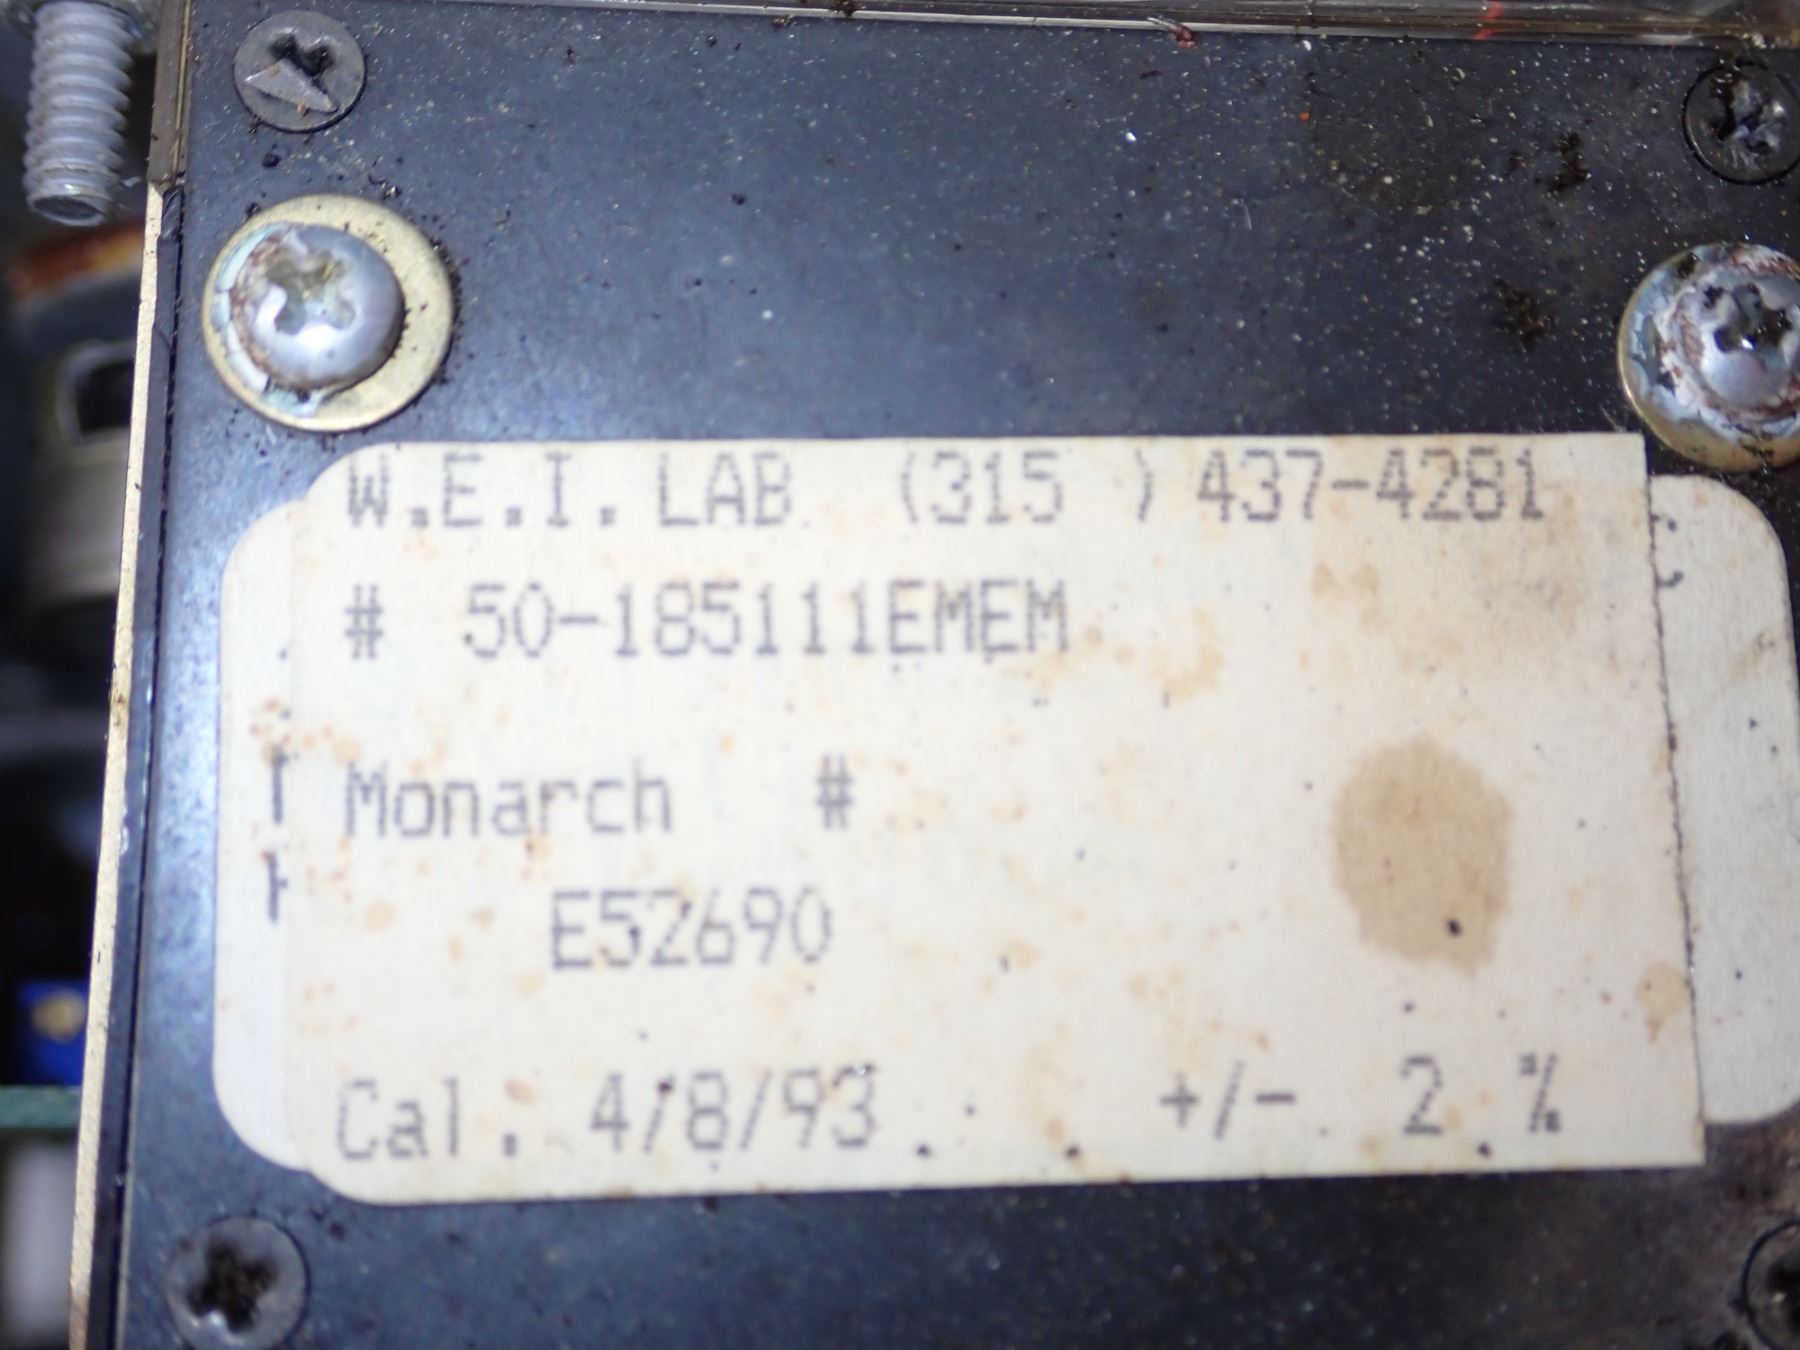 W.E.I. LAB (315 ) 437-4281
# 50-185111EMEM
Monarch #
E52690
Cal. 4/8/93 +/- 2 %